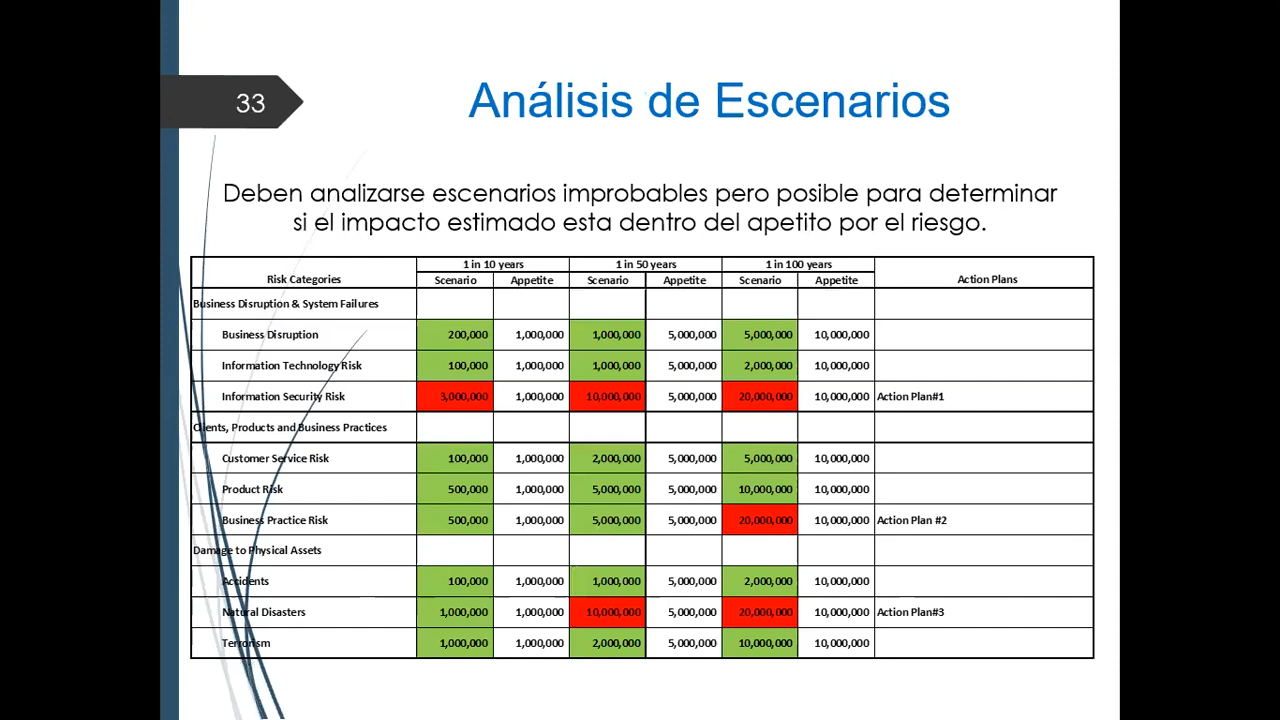 33
Análisis de Escenarios
Deben analizarse escenarios improbables pero posible para determinar
si el impacto estimado esta dentro del apetito por el riesgo.
Risk Categories 1 in 10 years 1 in 50 years 1 in 100 years Action Plans
Scenario Appetite Scenario Appetite Scenario Appetite
Business Disruption & System Failures
Business Disruption 200,000 1,000,000 1,000,000 5,000,000 5,000,000 10,000,000
Information Technology Risk 100,000 1,000,000 1,000,000 5,000,000 2,000,000 10,000,000
Information Security Risk 3,000,000 1,000,000 10,000,000 5,000,000 20,000,000 10,000,000 Action Plan#1
Clients, Products and Business Practices
Customer Service Risk 100,000 1,000,000 2,000,000 5,000,000 5,000,000 10,000,000
Product Risk 500,000 1,000,000 5,000,000 5,000,000 10,000,000 10,000,000
Business Practice Risk 500,000 1,000,000 5,000,000 5,000,000 20,000,000 10,000,000 Action Plan #2
Damage to Physical Assets
Accidents 100,000 1,000,000 1,000,000 5,000,000 2,000,000 10,000,000
Natural Disasters 1,000,000 1,000,000 10,000,000 5,000,000 20,000,000 10,000,000 Action Plan#3
Terrorism 1,000,000 1,000,000 2,000,000 5,000,000 10,000,000 10,000,000